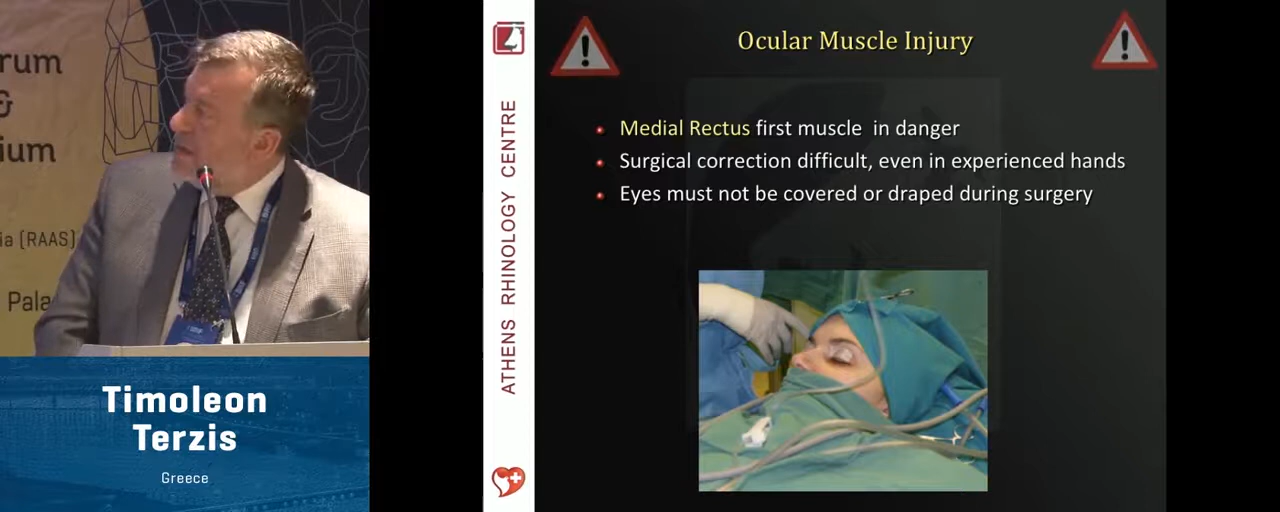 rum
&
ium
ia (RAAS)
Pala
Timoleon
Terzis
Greece
ATHENS RHINOLOGY CENTRE
Ocular Muscle Injury
• Medial Rectus first muscle in danger
• Surgical correction difficult, even in experienced hands
• Eyes must not be covered or draped during surgery